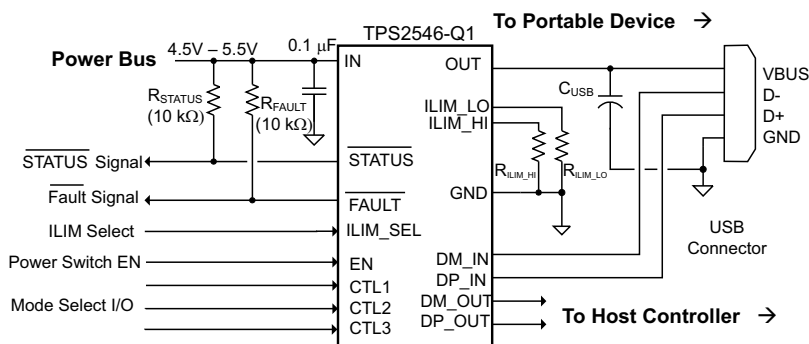 TPS2546-Q1
To Portable Device →
Power Bus
4.5V – 5.5V
0.1 µF
IN
OUT
VBUS
D-
D+
GND
CUSB
RSTATUS
(10 kΩ)
RFAULT
(10 kΩ)
ILIM_LO
ILIM_HI
STATUS Signal
STATUS
RILIM_HI
RILIM_LO
Fault Signal
FAULT
GND
ILIM Select
ILIM_SEL
USB
Connector
Power Switch EN
EN
DM_IN
DP_IN
CTL1
Mode Select I/O
CTL2
CTL3
DM_OUT
DP_OUT
To Host Controller →